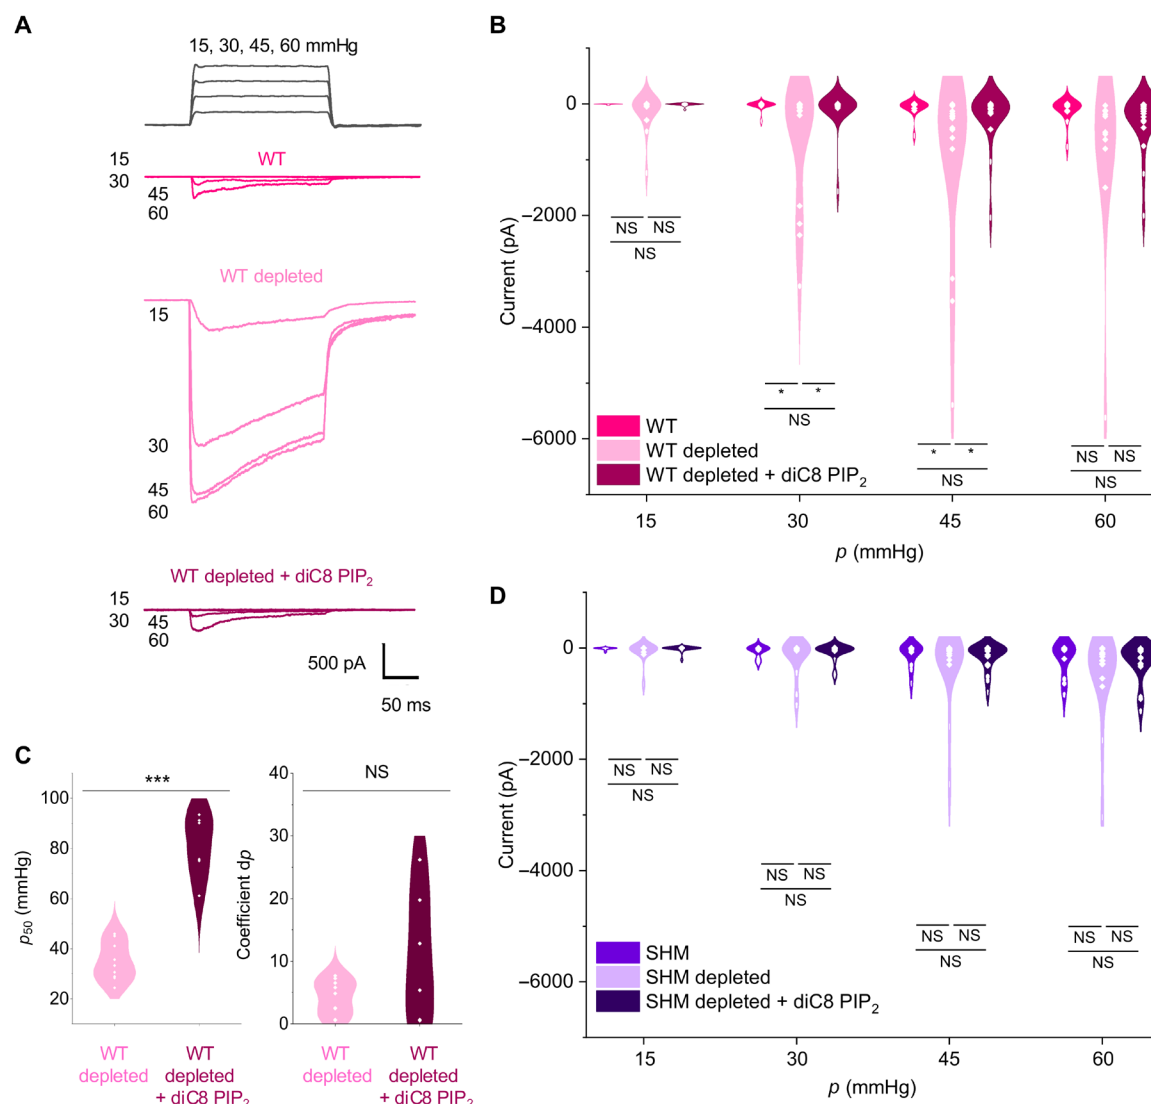 A
15, 30, 45, 60 mmHg
WT
15
30
45
60
WT depleted
15
30
45
60
WT depleted + diC8 PIP2
15
30
45
60
500 pA
50 ms
B
Current (pA)
0
−2000
−4000
−6000
NS NS
NS
* *
NS
* *
NS
NS NS
NS
WT
WT depleted
WT depleted + diC8 PIP2
15 30 45 60
p (mmHg)
C
***
p50 (mmHg)
100
80
60
40
20
WT
depleted
WT
depleted
+ diC8 PIP2
NS
Coefficient dp
40
30
20
10
0
WT
depleted
WT
depleted
+ diC8 PIP2
D
Current (pA)
0
−2000
−4000
−6000
NS NS
NS
NS NS
NS
NS NS
NS
NS NS
NS
SHM
SHM depleted
SHM depleted + diC8 PIP2
15 30 45 60
p (mmHg)